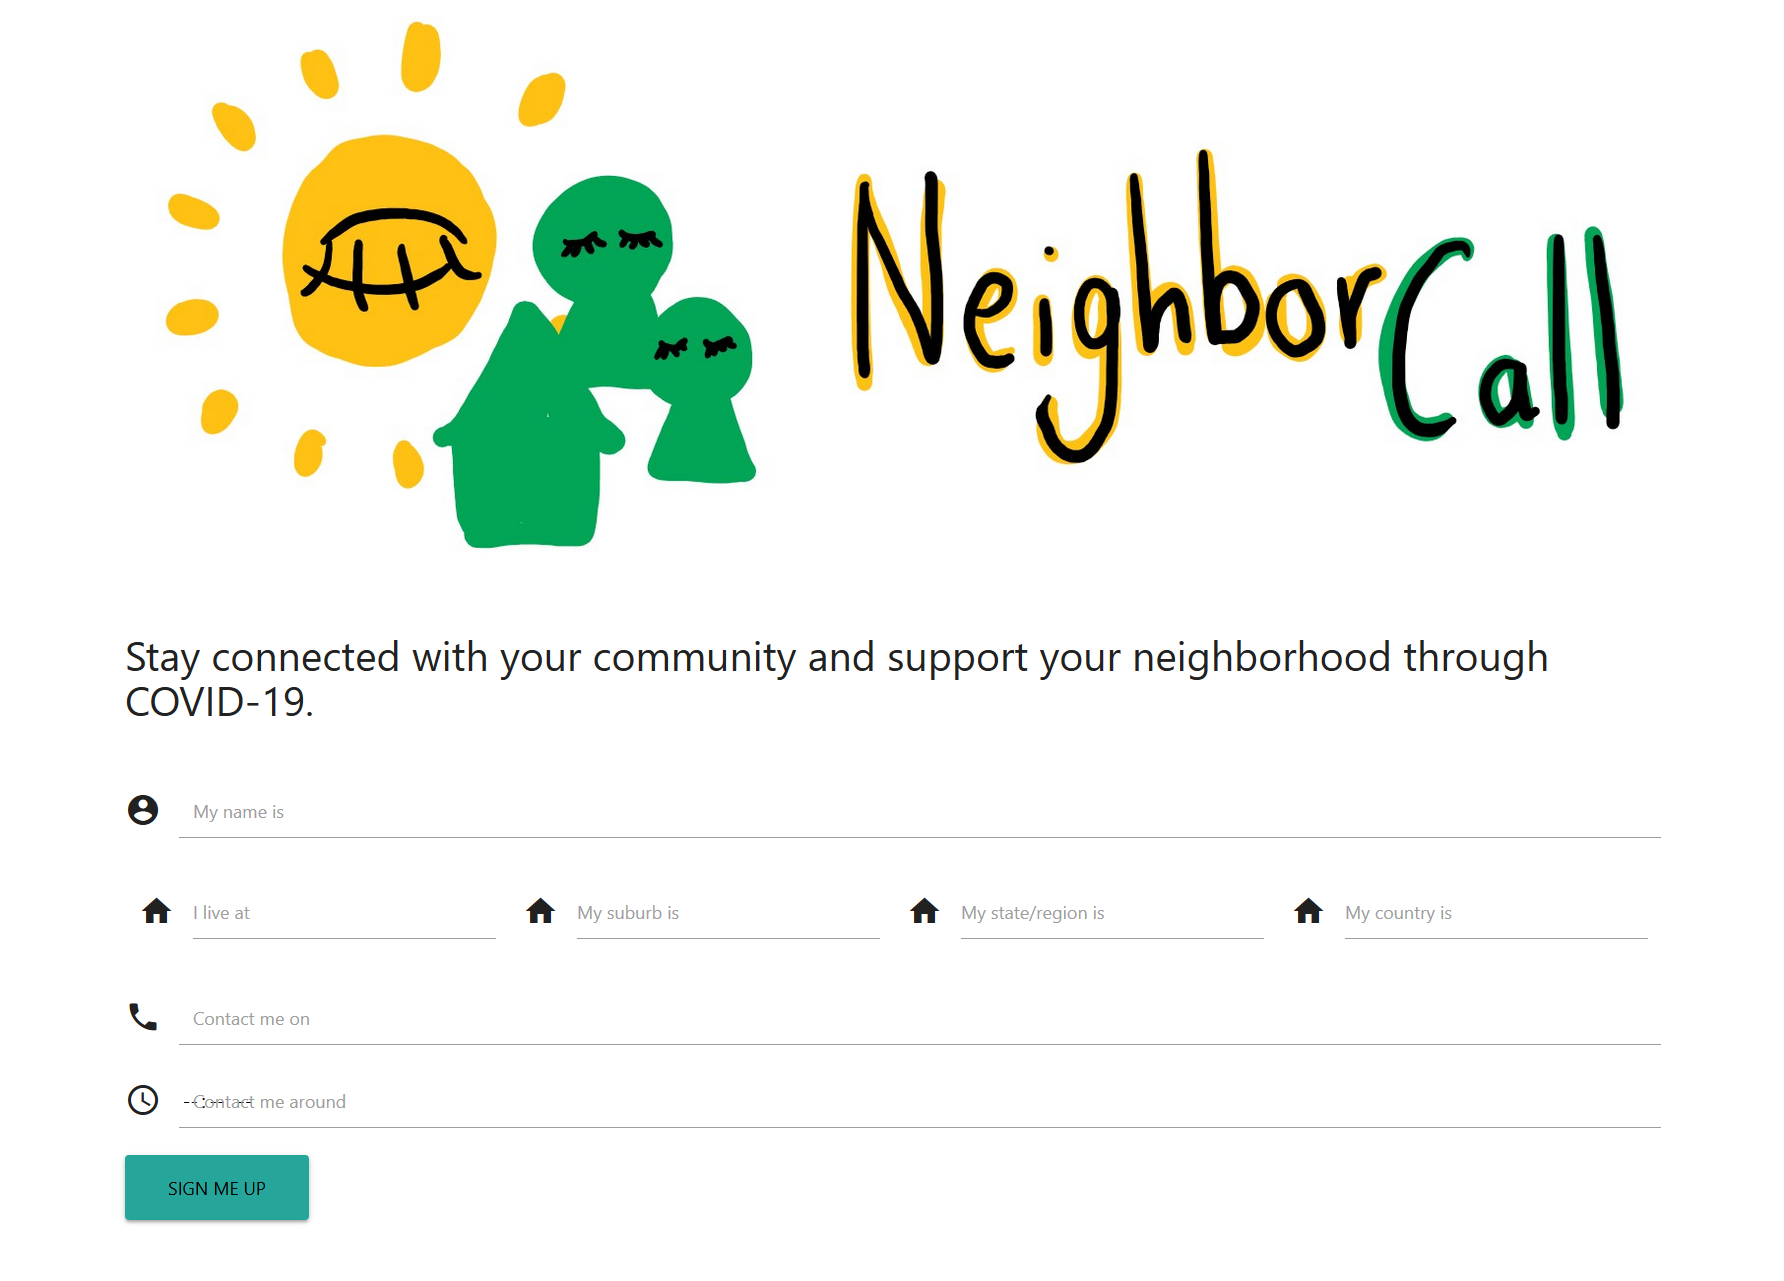 NeighborCall
Stay connected with your community and support your neighborhood through
COVID-19.
My name is
I live at
My suburb is
My state/region is
My country is
Contact me on
--:-- -- Contact me around
SIGN ME UP